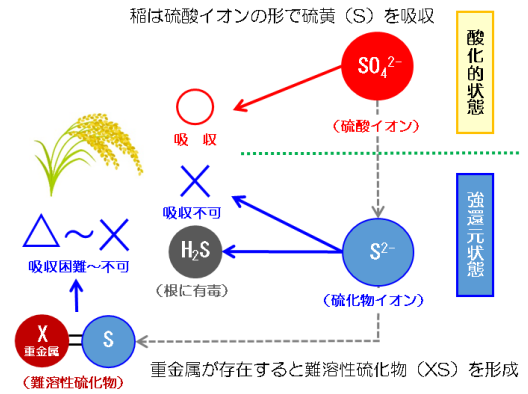 稲は硫酸イオンの形で硫黄（S）を吸収
SO₄²⁻
（硫酸イオン）
酸化的状態
○
吸　収
×
吸収不可
△～×
吸収困難～不可
H₂S
（根に有毒）
S²⁻
（硫化物イオン）
強還元状態
X
重金属
S
（難溶性硫化物）
重金属が存在すると難溶性硫化物（XS）を形成